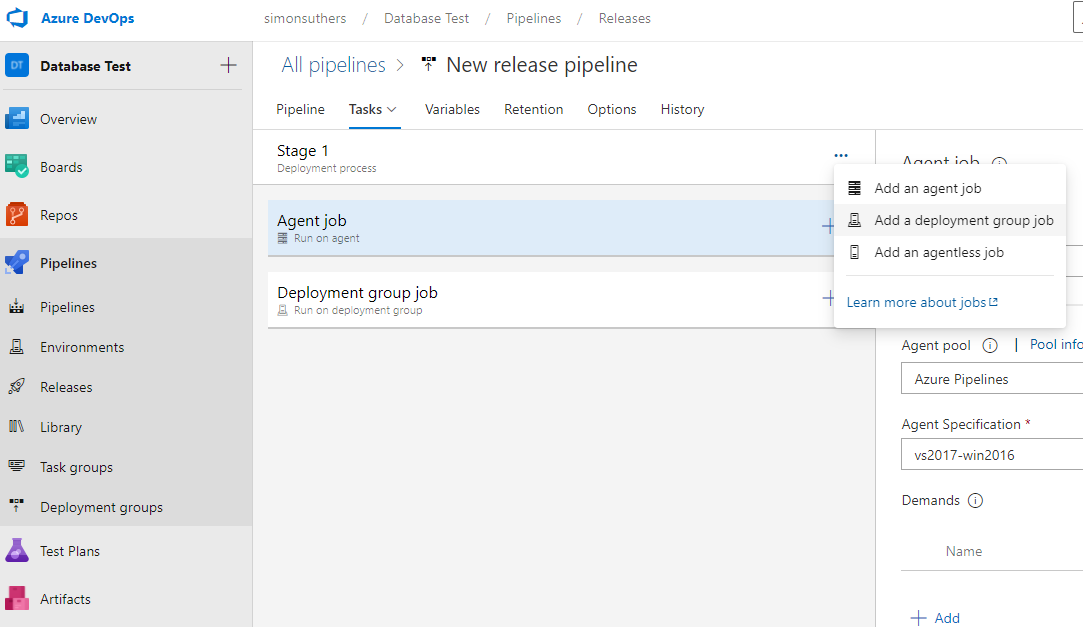 Azure DevOps
simonsuthers / Database Test / Pipelines / Releases
DT Database Test
Overview
Boards
Repos
Pipelines
Pipelines
Environments
Releases
Library
Task groups
Deployment groups
Test Plans
Artifacts
All pipelines > New release pipeline
Pipeline Tasks Variables Retention Options History
Stage 1
Deployment process
Agent job
Run on agent
Deployment group job
Run on deployment group
Agent job
Add an agent job
Add a deployment group job
Add an agentless job
Learn more about jobs
Agent pool | Pool info
Azure Pipelines
Agent Specification *
vs2017-win2016
Demands
Name
Add